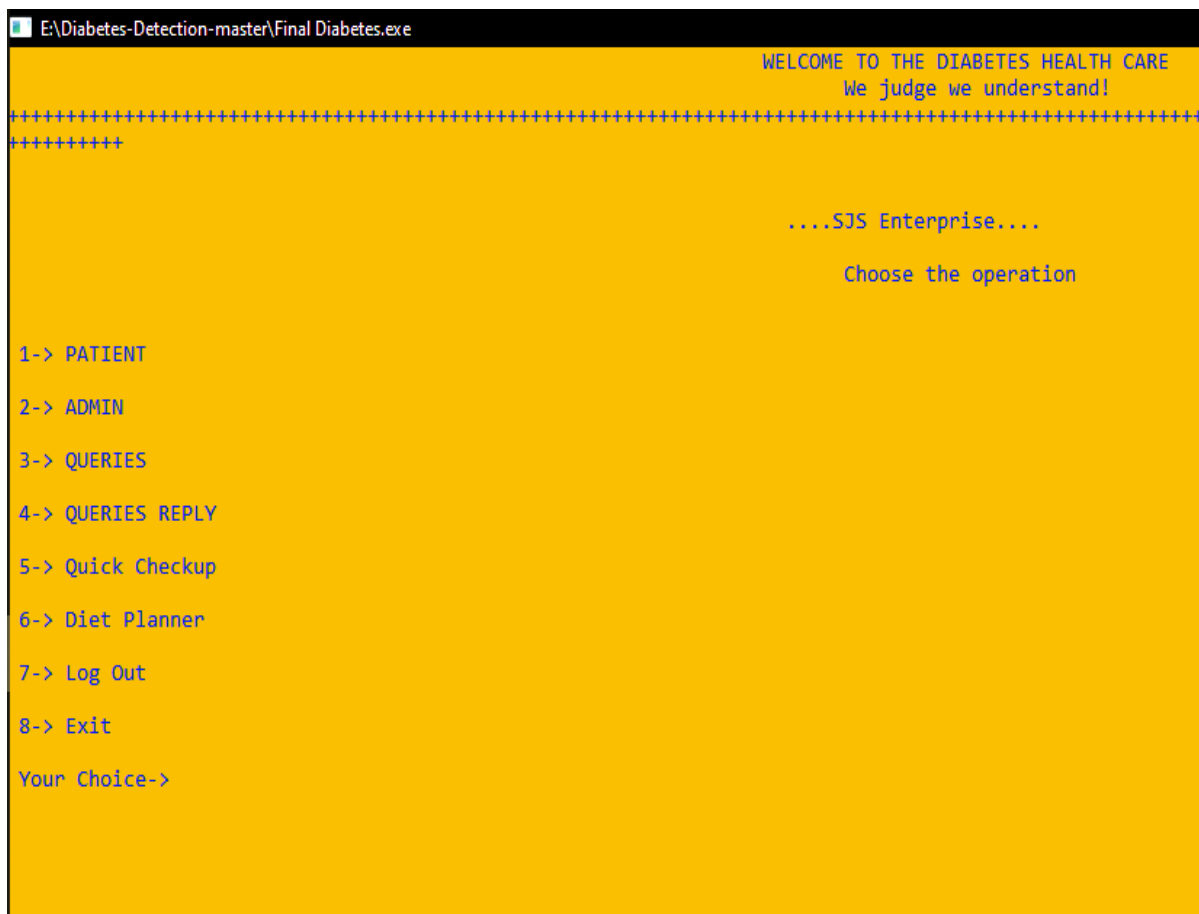 E:\Diabetes-Detection-master\Final Diabetes.exe
WELCOME TO THE DIABETES HEALTH CARE
We judge we understand!
+++++++++++++++++++++++++++++++++++++++++++++++++++++++++++++++++++++++++++++++++++++++++++++++++++++++
++++++++++
....SJS Enterprise....
Choose the operation
1-> PATIENT
2-> ADMIN
3-> QUERIES
4-> QUERIES REPLY
5-> Quick Checkup
6-> Diet Planner
7-> Log Out
8-> Exit
Your Choice->